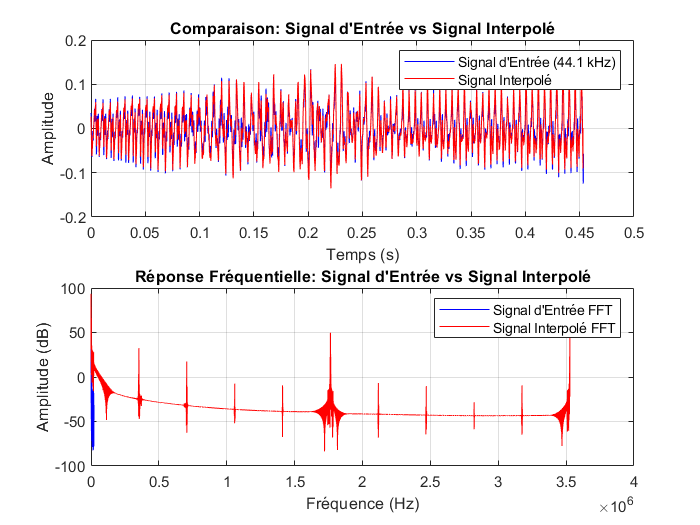 Comparaison: Signal d'Entrée vs Signal Interpolé
0.2
0.1
0
-0.1
-0.2
Amplitude
Signal d'Entrée (44.1 kHz)
Signal Interpolé
0 0.05 0.1 0.15 0.2 0.25 0.3 0.35 0.4 0.45 0.5
Temps (s)
Réponse Fréquentielle: Signal d'Entrée vs Signal Interpolé
100
50
0
-50
-100
Amplitude (dB)
Signal d'Entrée FFT
Signal Interpolé FFT
0 0.5 1 1.5 2 2.5 3 3.5 4
Fréquence (Hz)
×10⁶